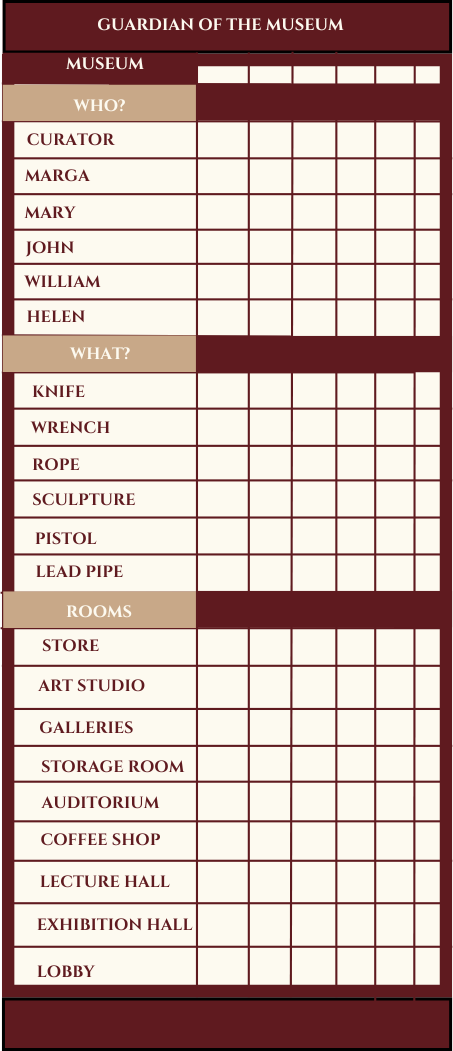 GUARDIAN OF THE MUSEUM
MUSEUM
WHO?
CURATOR
MARGA
MARY
JOHN
WILLIAM
HELEN
WHAT?
KNIFE
WRENCH
ROPE
SCULPTURE
PISTOL
LEAD PIPE
ROOMS
STORE
ART STUDIO
GALLERIES
STORAGE ROOM
AUDITORIUM
COFFEE SHOP
LECTURE HALL
EXHIBITION HALL
LOBBY